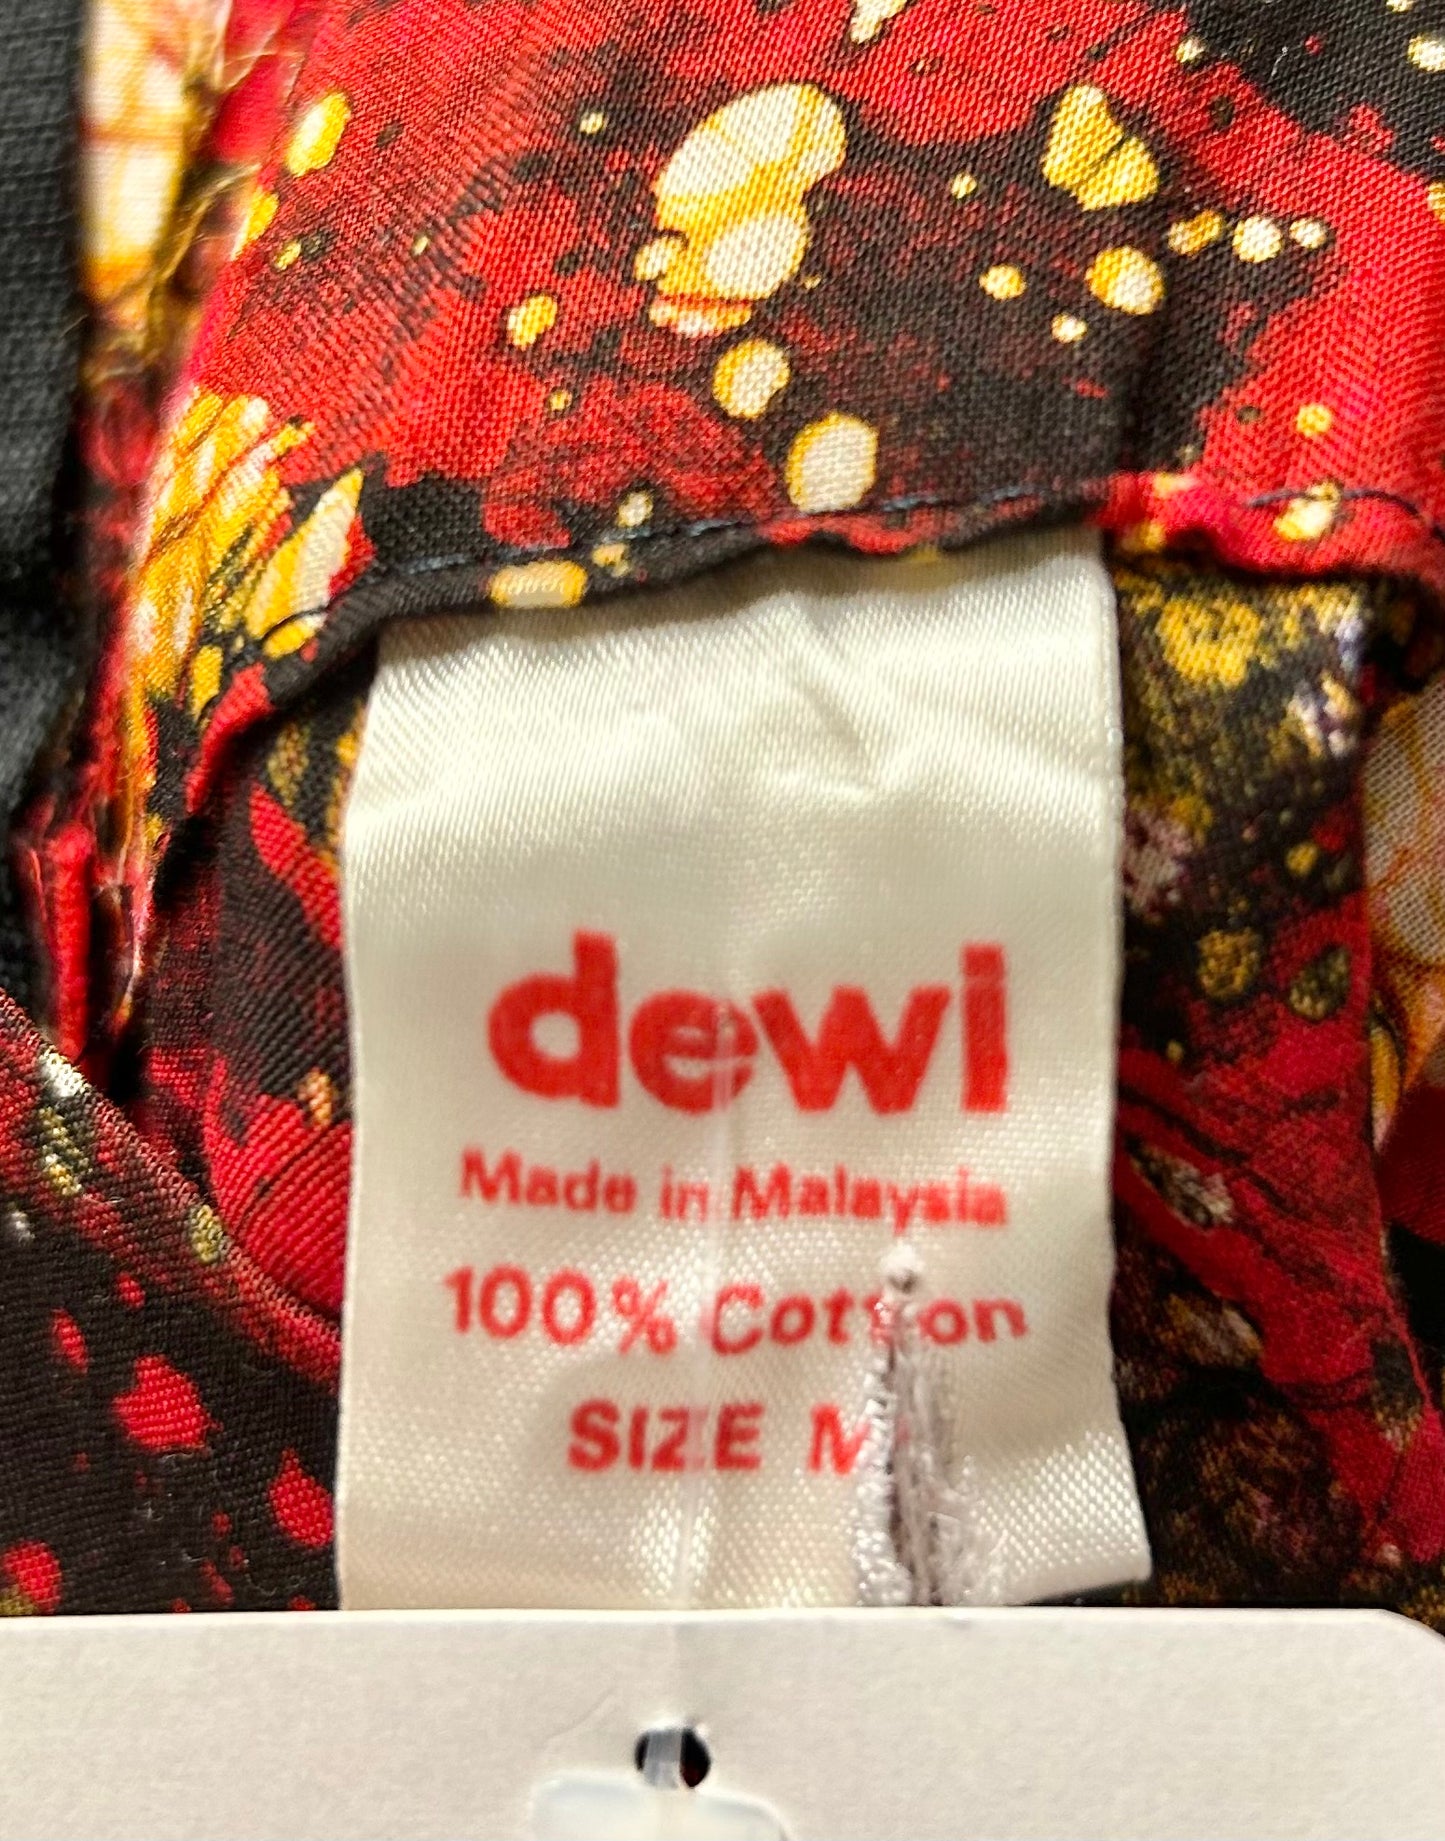 dewi
Made in Malaysia
100% Cotton
SIZE M